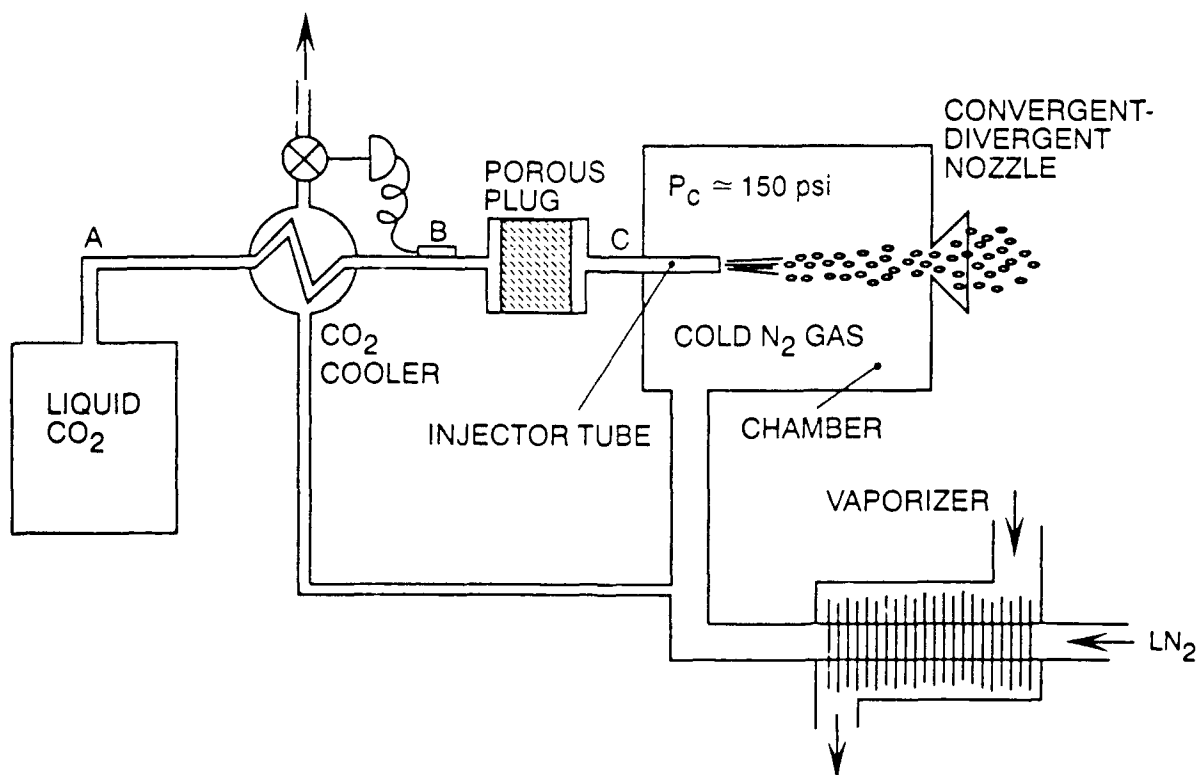 CONVERGENT-
DIVERGENT
NOZZLE
POROUS
PLUG
P_C ≃ 150 psi
A
B
C
CO₂
COOLER
COLD N₂ GAS
LIQUID
CO₂
INJECTOR TUBE
CHAMBER
VAPORIZER
LN₂